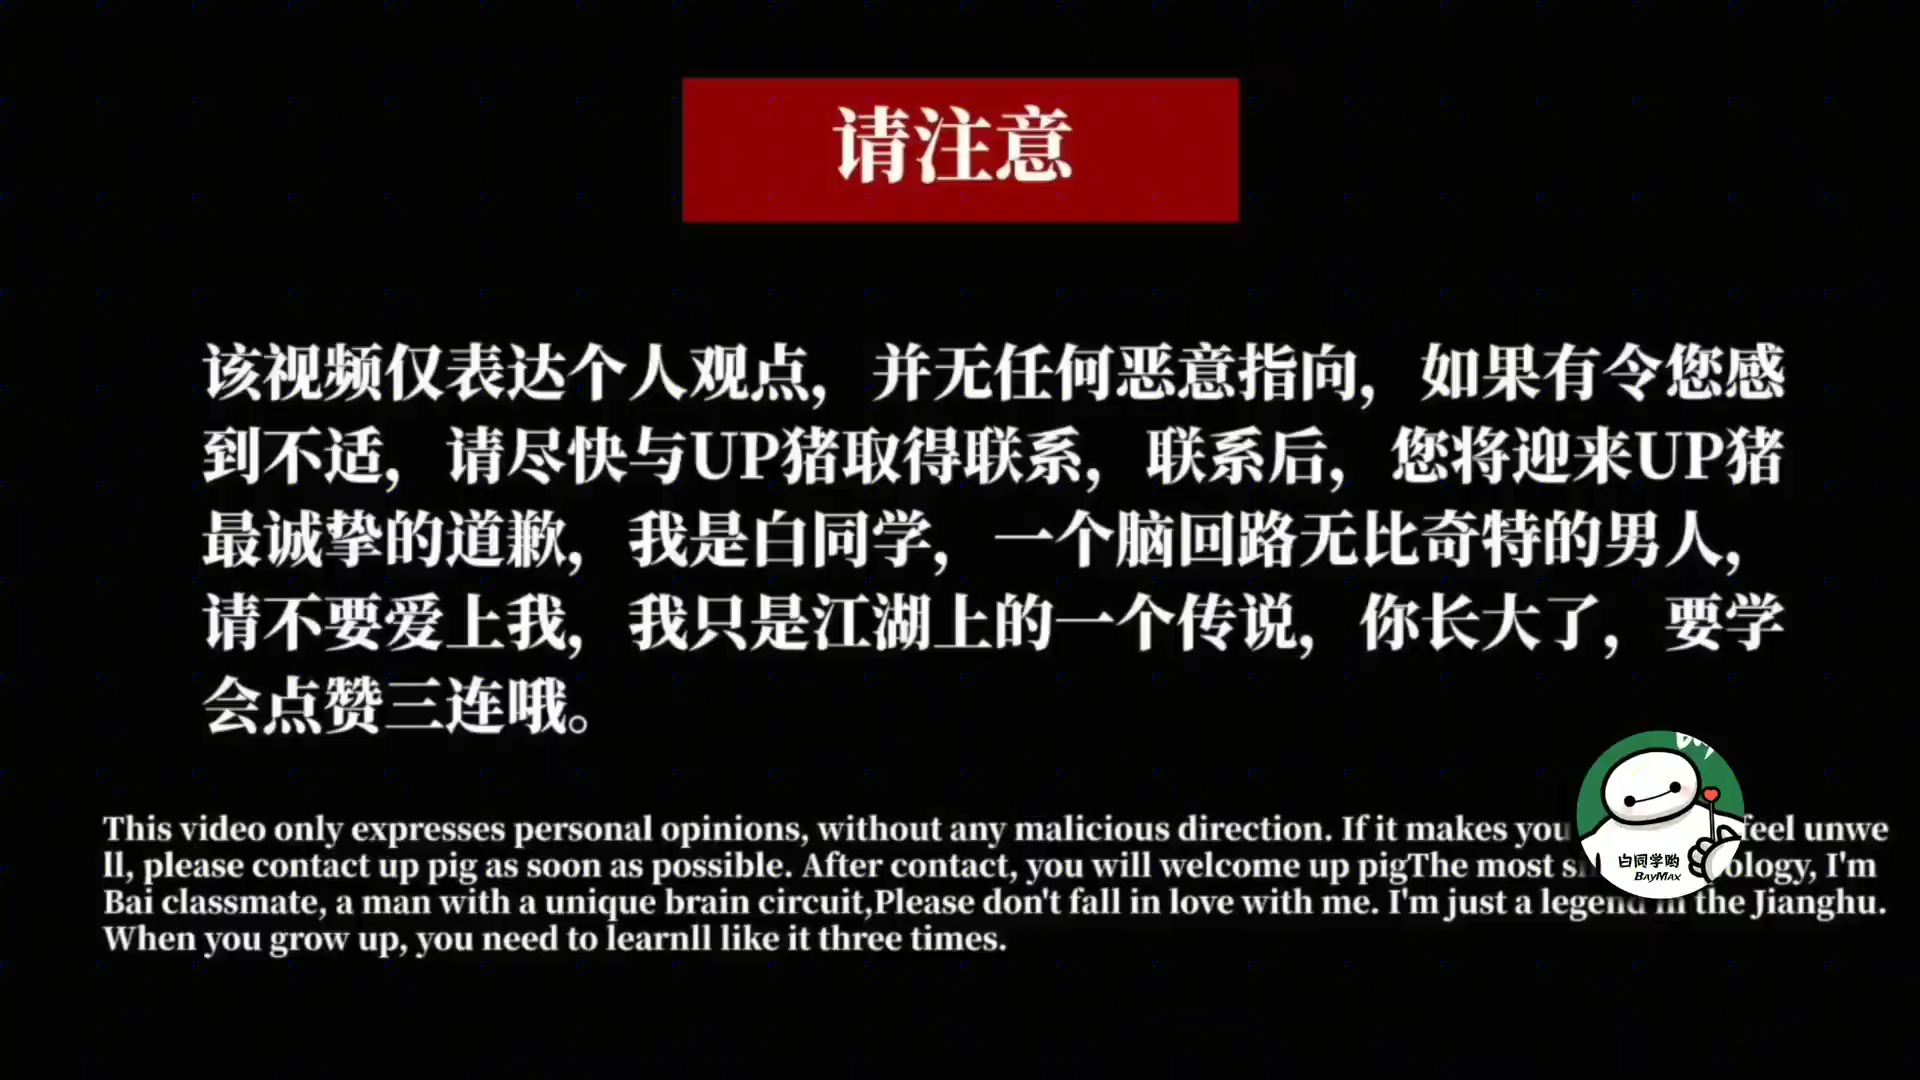 请注意
该视频仅表达个人观点，并无任何恶意指向，如果有令您感
到不适，请尽快与UP猪取得联系，联系后，您将迎来UP猪
最诚挚的道歉，我是白同学，一个脑回路无比奇特的男人，
请不要爱上我，我只是江湖上的一个传说，你长大了，要学
会点赞三连哦。
This video only expresses personal opinions, without any malicious direction. If it makes you feel unwe
ll, please contact up pig as soon as possible. After contact, you will welcome up pigThe most ology, I'm
Bai classmate, a man with a unique brain circuit,Please don't fall in love with me. I'm just a legend in the Jianghu.
When you grow up, you need to learnll like it three times.
白同学哟
BAYMAX